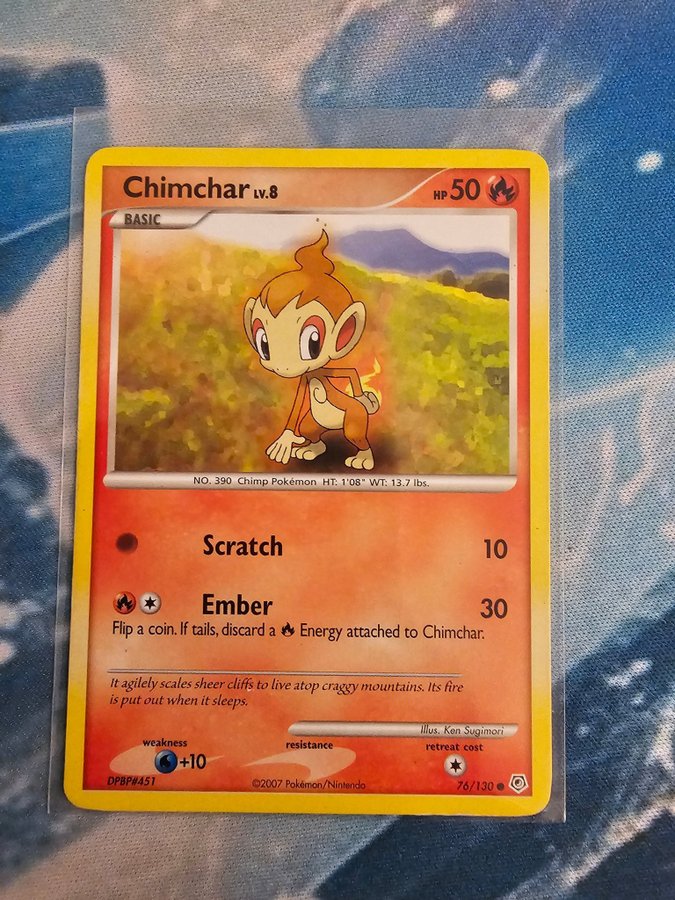 Chimchar LV.8 HP 50
BASIC
NO. 390 Chimp Pokémon HT: 1'08" WT: 13.7 lbs.
Scratch 10
Ember 30
Flip a coin. If tails, discard a Energy attached to Chimchar.
It agilely scales sheer cliffs to live atop craggy mountains. Its fire
is put out when it sleeps.
Illus. Ken Sugimori
weakness resistance retreat cost
+10
DPBP#451 ©2007 Pokémon/Nintendo 76/130